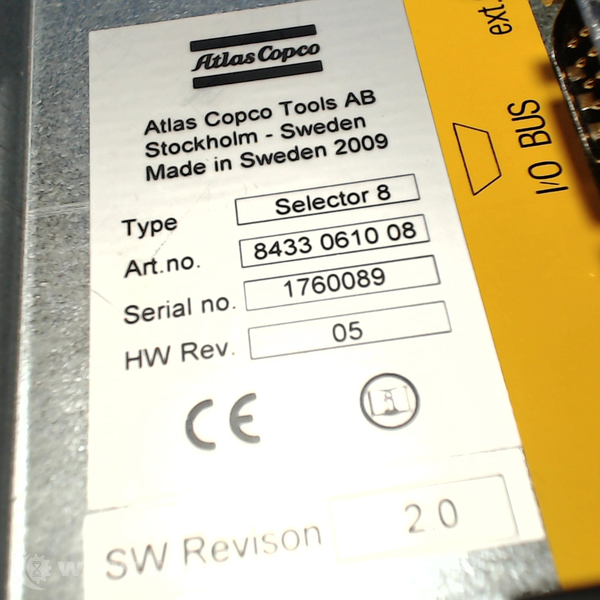 Atlas Copco
Atlas Copco Tools AB
Stockholm - Sweden
Made in Sweden 2009
Type Selector 8
Art.no. 8433 0610 08
Serial no. 1760089
HW Rev. 05
CE
SW Revison 2.0
ext.
I/O BUS
w